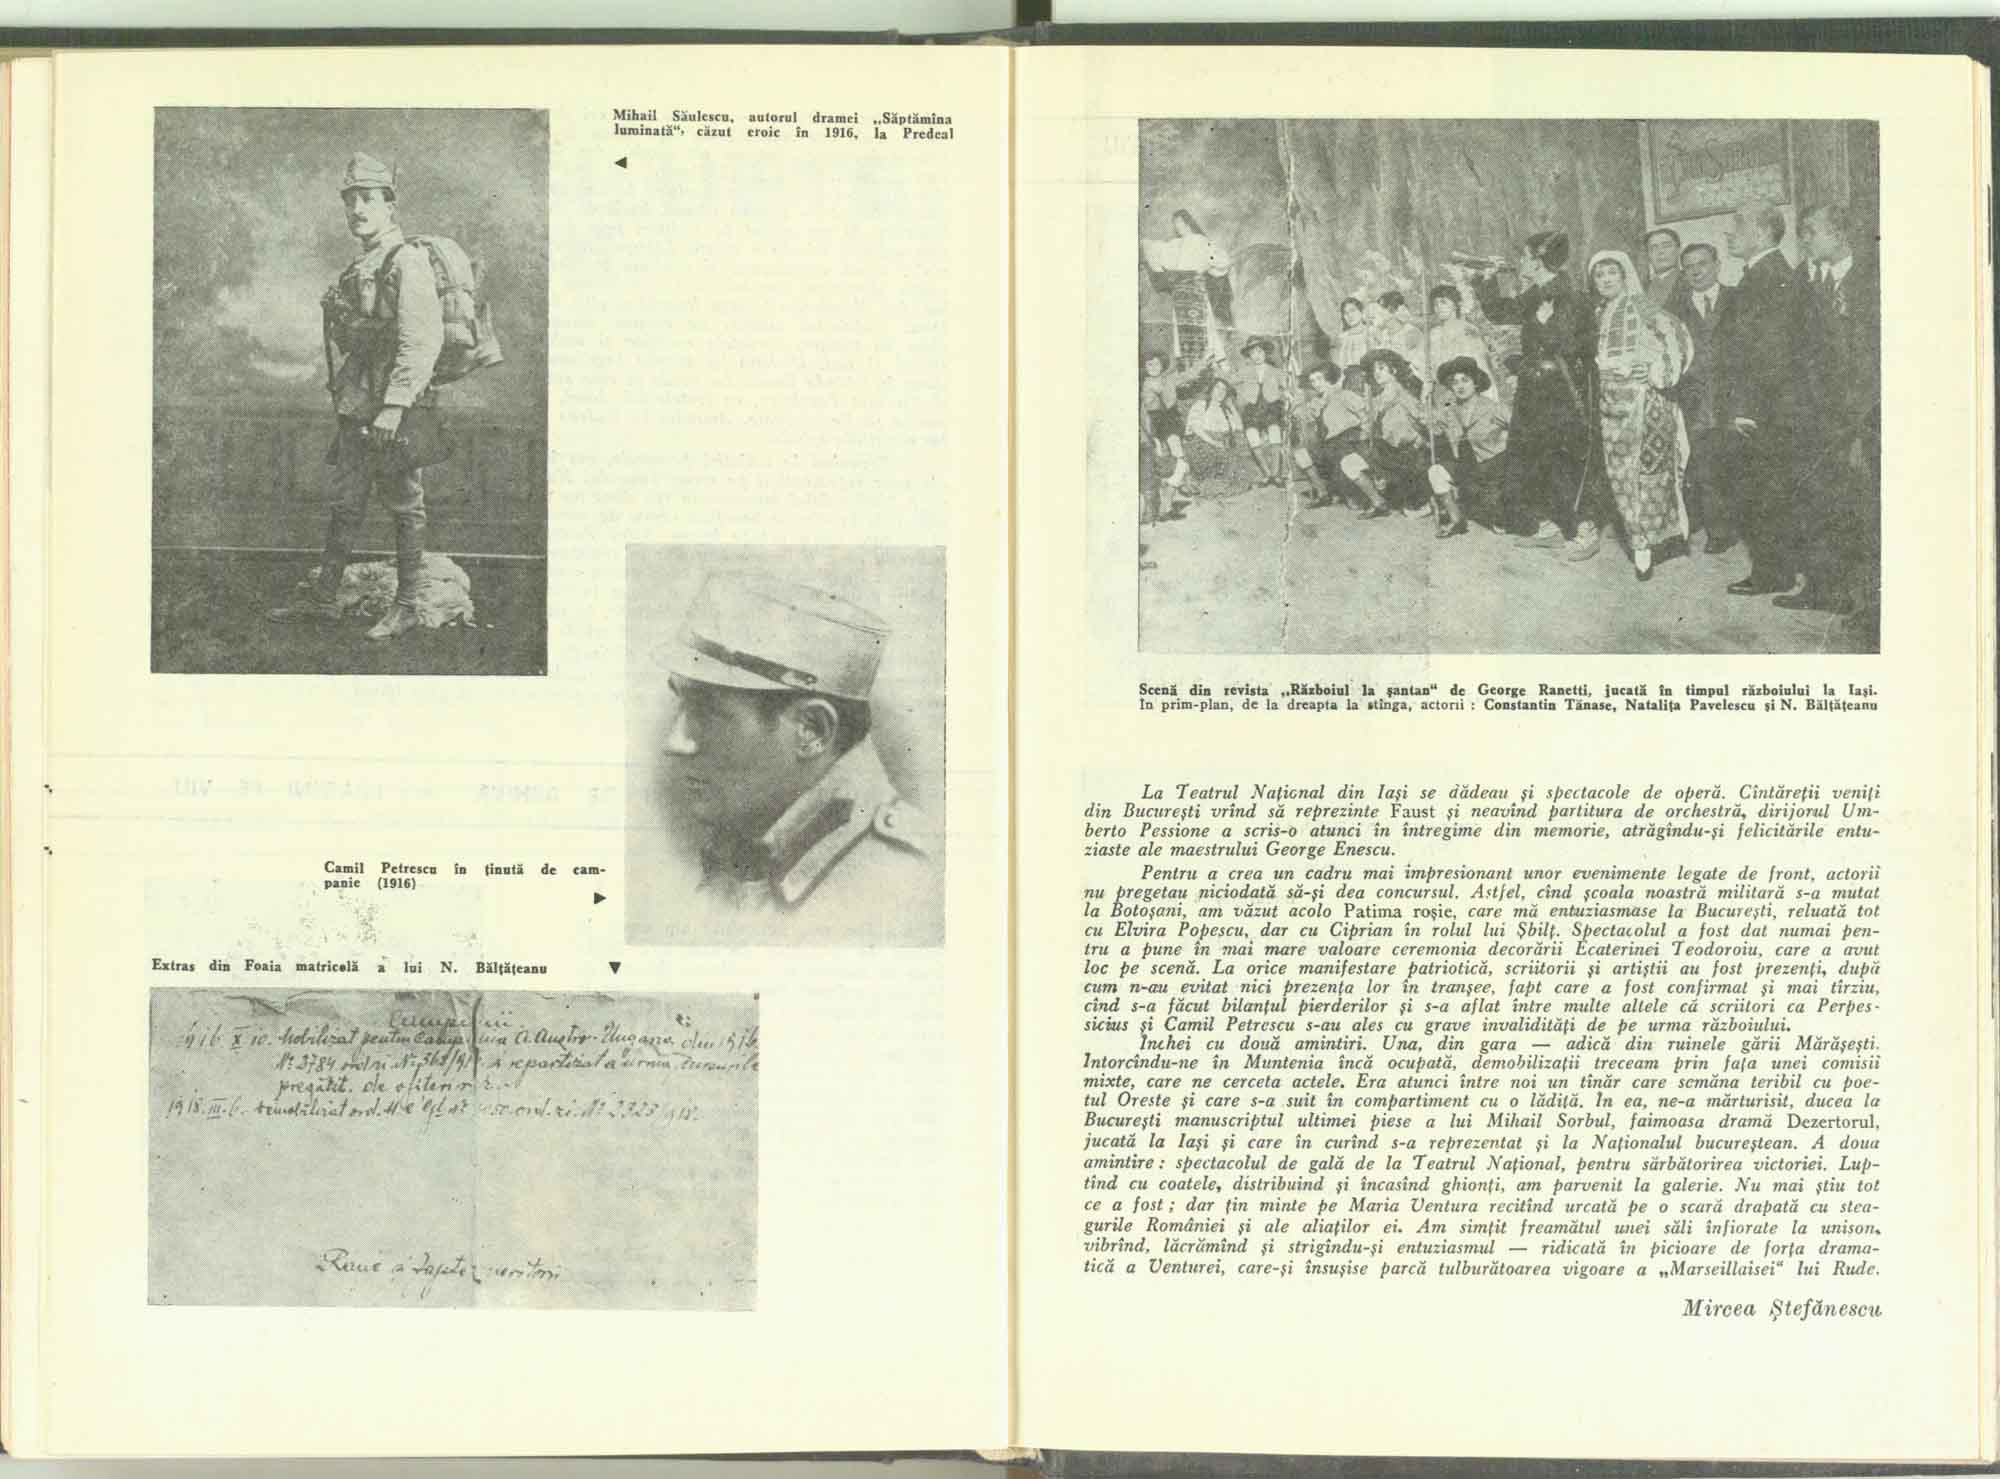 Mihail Săulescu, autorul dramei „Săptămîna
luminată“, căzut eroic în 1916, la Predeal
Camil Petrescu în ținută de cam-
panie (1916)
Extras din Foaia matricolă a lui N. Bălțățeanu
1916 X 10. Mobilizat pentru Campania A. Austro-Ungară din 1916
pregătit. de ofiteri
1918.III.6. Demobilizat ord.
Scenă din revista „Războiul la șantan“ de George Ranetti, jucată în timpul războiului la Iași.
In prim-plan, de la dreapta la stînga, actorii : Constantin Tănase, Natalița Pavelescu și N. Bălțățeanu
La Teatrul Național din Iași se dădeau și spectacole de operă. Cîntăreții veniți
din București vrînd să reprezinte Faust și neavînd partitura de orchestră, dirijorul Um-
berto Pessione a scris-o atunci în întregime din memorie, atrăgîndu-și felicitările entu-
ziaste ale maestrului George Enescu.
Pentru a crea un cadru mai impresionant unor evenimente legate de front, actorii
nu pregetau niciodată să-și dea concursul. Astfel, cînd școala noastră militară s-a mutat
la Botoșani, am văzut acolo Patima roșie, care mă entuziasmase la București, reluată tot
cu Elvira Popescu, dar cu Ciprian în rolul lui Șbilț. Spectacolul a fost dat numai pen-
tru a pune în mai mare valoare ceremonia decorării Ecaterinei Teodoroiu, care a avut
loc pe scenă. La orice manifestare patriotică, scriitorii și artiștii au fost prezenți, după
cum n-au evitat nici prezența lor în tranșee, fapt care a fost confirmat și mai tîrziu,
cînd s-a făcut bilanțul pierderilor și s-a aflat între multe altele că scriitori ca Perpes-
sicius și Camil Petrescu s-au ales cu grave invalidități de pe urma războiului.
Închei cu două amintiri. Una, din gara — adică din ruinele gării Mărășești.
Intorcîndu-ne în Muntenia încă ocupată, demobilizații treceam prin fața unei comisii
mixte, care ne cerceta actele. Era atunci între noi un tînăr care semăna teribil cu poe-
tul Oreste și care s-a suit în compartiment cu o lădiță. In ea, ne-a mărturisit, ducea la
București manuscriptul ultimei piese a lui Mihail Sorbul, faimoasa dramă Dezertorul,
jucată la Iași și care în curînd s-a reprezentat și la Naționalul bucureștean. A doua
amintire : spectacolul de gală de la Teatrul Național, pentru sărbătorirea victoriei. Lup-
tînd cu coatele, distribuind și încasînd ghionți, am parvenit la galerie. Nu mai știu tot
ce a fost ; dar țin minte pe Maria Ventura recitînd urcată pe o scară drapată cu stea-
gurile României și ale aliaților ei. Am simțit freamătul unei săli înfiorate la unison,
vibrînd, lăcrămînd și strigîndu-și entuziasmul — ridicată în picioare de forța drama-
tică a Venturei, care-și însușise parcă tulburătoarea vigoare a „Marseillaisei“ lui Rude.
Mircea Ștefănescu